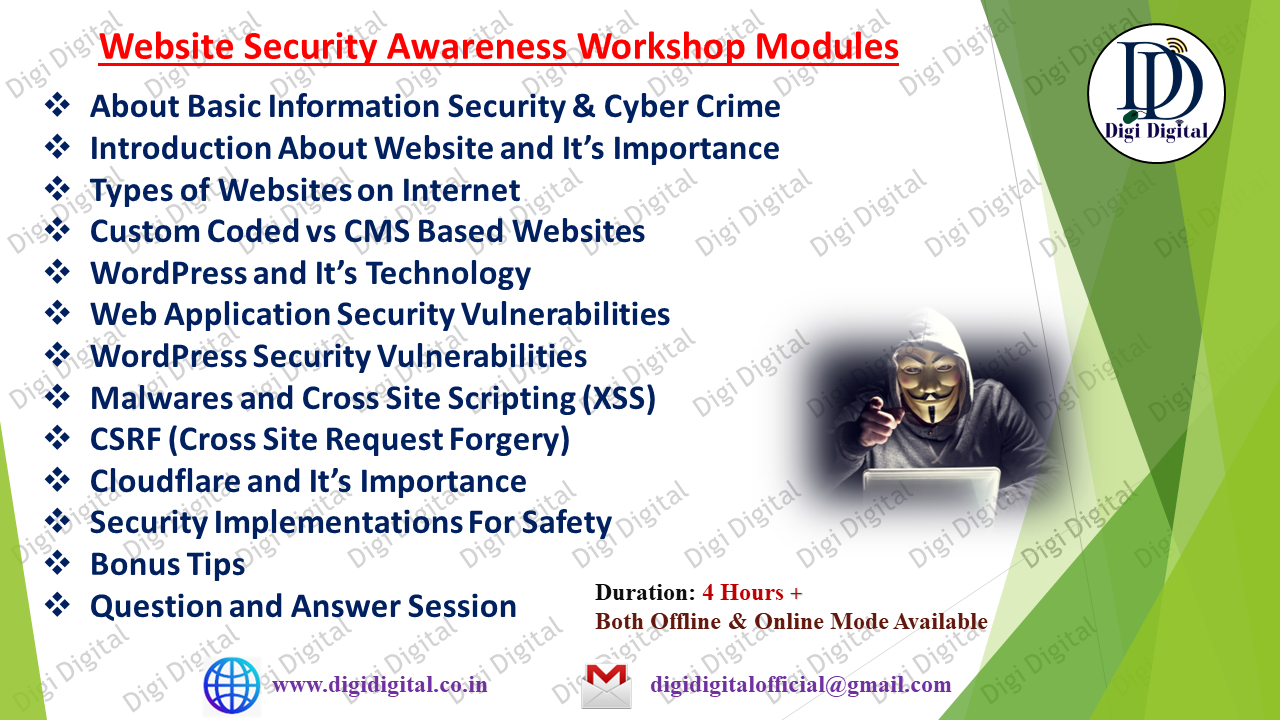 Website Security Awareness Workshop Modules
Digi Digital
❖ About Basic Information Security & Cyber Crime
❖ Introduction About Website and It’s Importance
❖ Types of Websites on Internet
❖ Custom Coded vs CMS Based Websites
❖ WordPress and It’s Technology
❖ Web Application Security Vulnerabilities
❖ WordPress Security Vulnerabilities
❖ Malwares and Cross Site Scripting (XSS)
❖ CSRF (Cross Site Request Forgery)
❖ Cloudflare and It’s Importance
❖ Security Implementations For Safety
❖ Bonus Tips
❖ Question and Answer Session
Duration: 4 Hours +
Both Offline & Online Mode Available
www.digidigital.co.in
digidigitalofficial@gmail.com